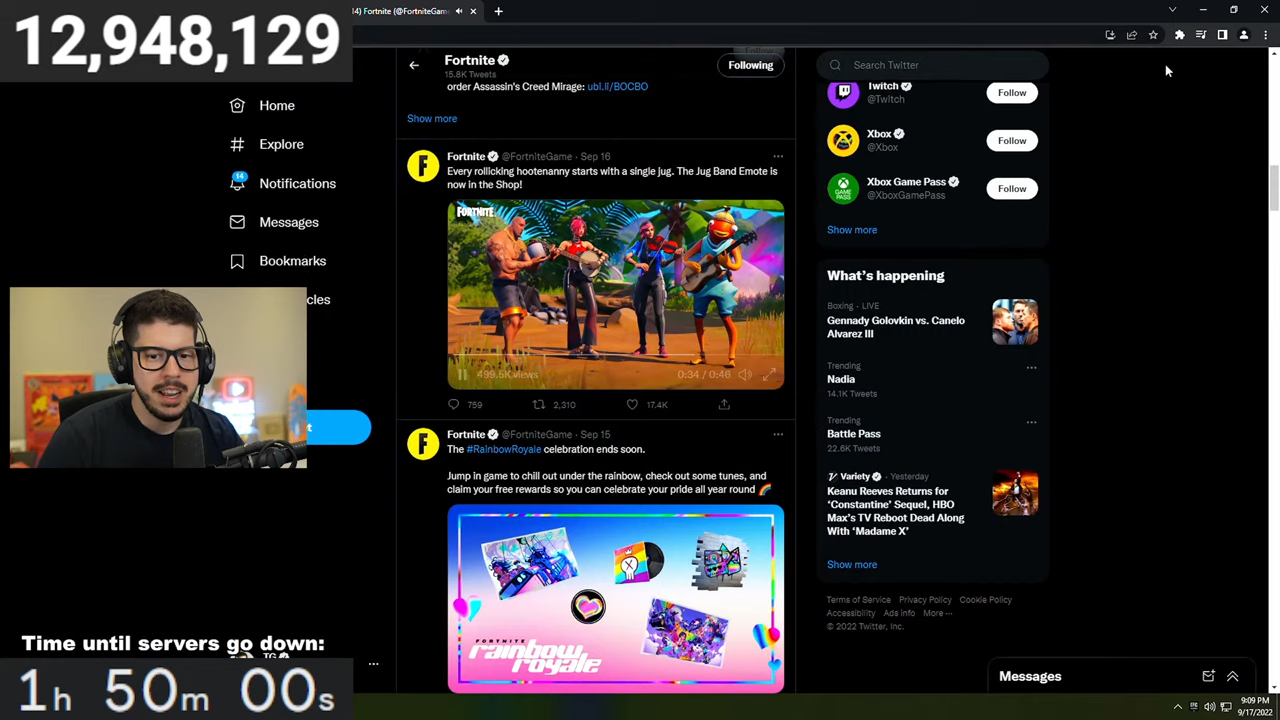 12,948,129
4) Fortnite (@FortniteGam
Home
Explore
14
Notifications
Messages
Bookmarks
Time until servers go down:
1h 50m 00s
Fortnite
15.8K Tweets
Following
order Assassin's Creed Mirage: ubi.li/BOCBO
Show more
Fortnite @FortniteGame · Sep 16
Every rollicking hootenanny starts with a single jug. The Jug Band Emote is
now in the Shop!
FORTNITE
499.5K views
0:34 / 0:46
759
2,310
17.4K
Fortnite @FortniteGame · Sep 15
The #RainbowRoyale celebration ends soon.
Jump in game to chill out under the rainbow, check out some tunes, and
claim your free rewards so you can celebrate your pride all year round 🌈
FORTNITE
rainbow
royale
Search Twitter
Twitch
@Twitch
Follow
Xbox
@Xbox
Follow
GAME PASS
Xbox Game Pass
@XboxGamePass
Follow
Show more
What's happening
Boxing · LIVE
Gennady Golovkin vs. Canelo
Alvarez III
Trending
Nadia
14.1K Tweets
Trending
Battle Pass
22.6K Tweets
Variety · Yesterday
Keanu Reeves Returns for
'Constantine' Sequel, HBO
Max's TV Reboot Dead Along
With 'Madame X'
Show more
Terms of Service Privacy Policy Cookie Policy
Accessibility Ads info More ···
© 2022 Twitter, Inc.
Messages
9:09 PM
9/17/2022